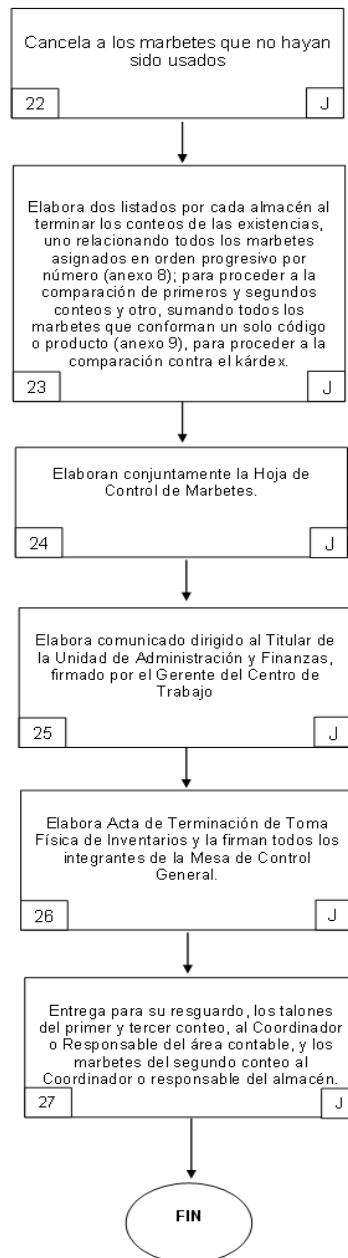 Cancela a los marbetes que no hayan
sido usados
22 J
Elabora dos listados por cada almacén al
terminar los conteos de las existencias,
uno relacionando todos los marbetes
asignados en orden progresivo por
número (anexo 8); para proceder a la
comparación de primeros y segundos
conteos y otro, sumando todos los
marbetes que conforman un solo código
o producto (anexo 9), para proceder a la
comparación contra el kárdex.
23 J
Elaboran conjuntamente la Hoja de
Control de Marbetes.
24 J
Elabora comunicado dirigido al Titular de
la Unidad de Administración y Finanzas,
firmado por el Gerente del Centro de
Trabajo
25 J
Elabora Acta de Terminación de Toma
Física de Inventarios y la firman todos los
integrantes de la Mesa de Control
General.
26 J
Entrega para su resguardo, los talones
del primer y tercer conteo, al Coordinador
o Responsable del área contable, y los
marbetes del segundo conteo al
Coordinador o responsable del almacén.
27 J
FIN